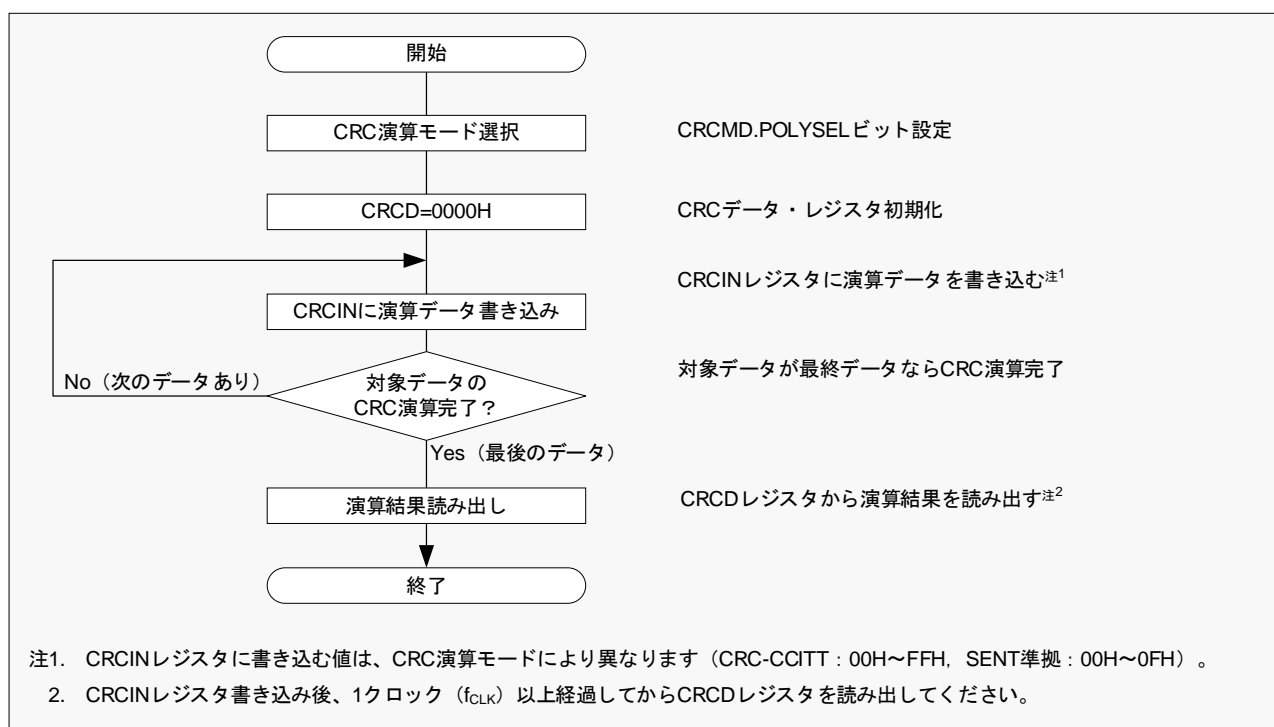 開始
CRC演算モード選択
CRCMD.POLYSELビット設定
CRCD=0000H
CRCデータ・レジスタ初期化
CRCINレジスタに演算データを書き込む注1
CRCINに演算データ書き込み
No（次のデータあり）
対象データの
CRC演算完了？
対象データが最終データならCRC演算完了
Yes（最後のデータ）
演算結果読み出し
CRCDレジスタから演算結果を読み出す注2
終了
注1. CRCINレジスタに書き込む値は、CRC演算モードにより異なります（CRC-CCITT：00H～FFH, SENT準拠：00H～0FH）。
2. CRCINレジスタ書き込み後、1クロック（fCLK）以上経過してからCRCDレジスタを読み出してください。